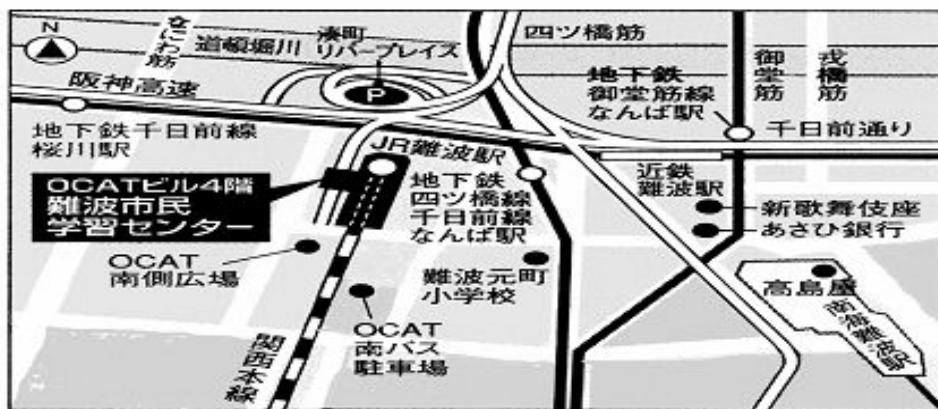 N
なにわ筋
道頓堀川
湊町
リバープレイス
四ツ橋筋
御堂筋
戎橋筋
阪神高速
P
地下鉄
御堂筋線
なんば駅
千日前通り
地下鉄千日前線
桜川駅
JR難波駅
OCATビル4階
難波市民
学習センター
地下鉄
四ツ橋線
千日前線
なんば駅
近鉄
難波駅
新歌舞伎座
あさひ銀行
OCAT
南側広場
難波元町
小学校
高島屋
南海難波駅
OCAT
南バス
駐車場
関西本線